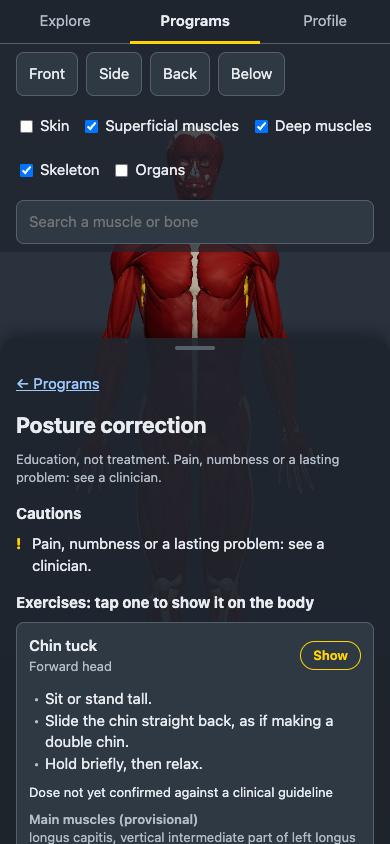 Explore Programs Profile
Front Side Back Below
Skin Superficial muscles Deep muscles
Skeleton Organs
Search a muscle or bone
← Programs
Posture correction
Education, not treatment. Pain, numbness or a lasting
problem: see a clinician.
Cautions
! Pain, numbness or a lasting problem: see a
clinician.
Exercises: tap one to show it on the body
Chin tuck
Forward head
Show
• Sit or stand tall.
• Slide the chin straight back, as if making a
double chin.
• Hold briefly, then relax.
Dose not yet confirmed against a clinical guideline
Main muscles (provisional)
longus capitis, vertical intermediate part of left longus